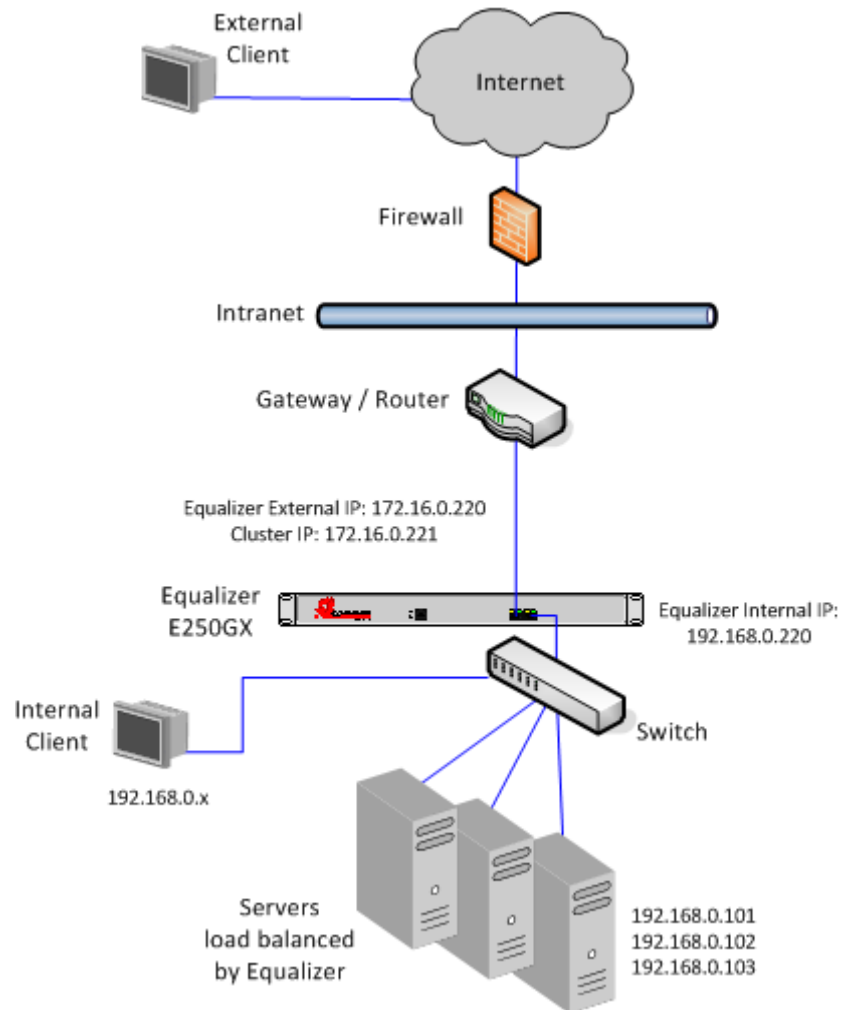 External
Client
Internet
Firewall
Intranet
Gateway / Router
Equalizer External IP: 172.16.0.220
Cluster IP: 172.16.0.221
Equalizer
E250GX
Equalizer Internal IP:
192.168.0.220
Internal
Client
Switch
192.168.0.x
Servers
load balanced
by Equalizer
192.168.0.101
192.168.0.102
192.168.0.103